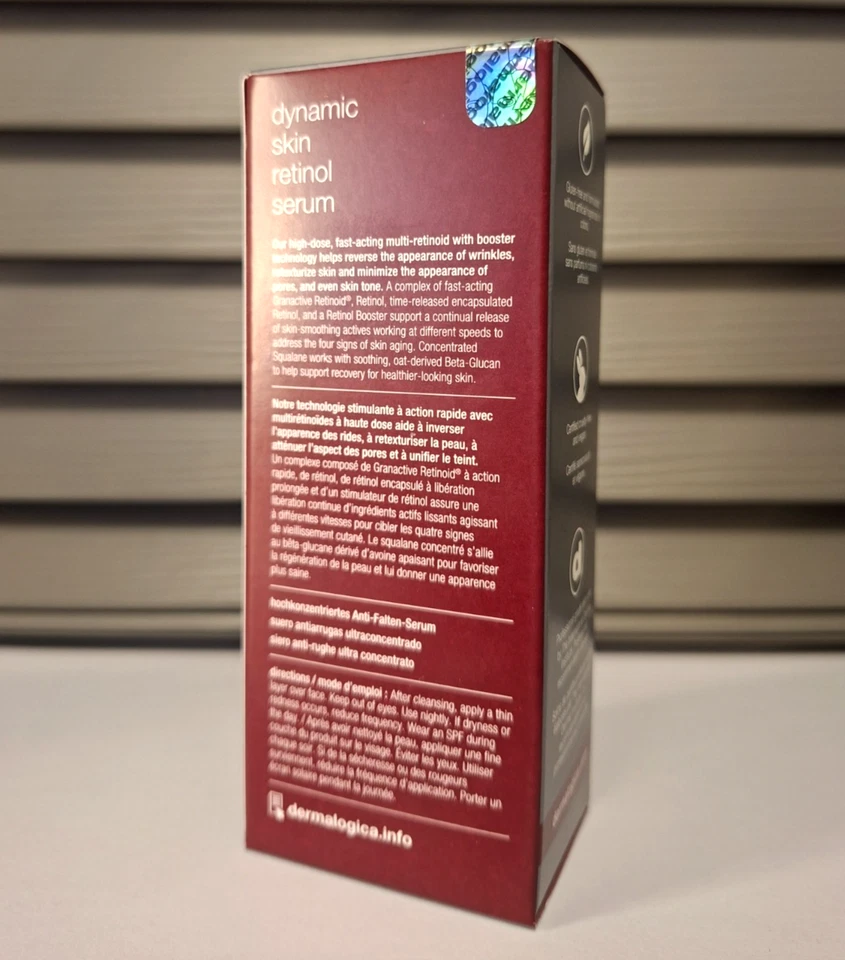 dynamic
skin
retinol
serum
Our high-dose, fast-acting multi-retinoid with booster
technology helps reverse the appearance of wrinkles,
retexturize skin and minimize the appearance of
pores, and even skin tone. A complex of fast-acting
Granactive Retinoid®, Retinol, time-released encapsulated
Retinol, and a Retinol Booster support a continual release
of skin-smoothing actives working at different speeds to
address the four signs of skin aging. Concentrated
Squalane works with soothing, oat-derived Beta-Glucan
to help support recovery for healthier-looking skin.
Notre technologie stimulante à action rapide avec
multirétinoïdes à haute dose aide à inverser
l'apparence des rides, à retexturiser la peau, à
atténuer l'aspect des pores et à unifier le teint.
Un complexe composé de Granactive Retinoid® à action
rapide, de rétinol, de rétinol encapsulé à libération
prolongée et d'un stimulateur de rétinol assure une
libération continue d'ingrédients actifs lissants agissant
à différentes vitesses pour cibler les quatre signes
de vieillissement cutané. Le squalane concentré s'allie
au bêta-glucane dérivé d'avoine apaisant pour favoriser
la régénération de la peau et lui donner une apparence
plus saine.
hochkonzentriertes Anti-Falten-Serum
suero antiarrugas ultraconcentrado
siero anti-rughe ultra concentrato
directions / mode d'emploi : After cleansing, apply a thin
layer over face. Keep out of eyes. Use nightly. If dryness or
redness occurs, reduce frequency. Wear an SPF during
the day. / Après avoir nettoyé la peau, appliquer une fine
couche du produit sur le visage. Éviter les yeux. Utiliser
chaque soir. Si de la sécheresse ou des rougeurs
surviennent, réduire la fréquence d'application. Porter un
écran solaire pendant la journée.
dermalogica.info
d